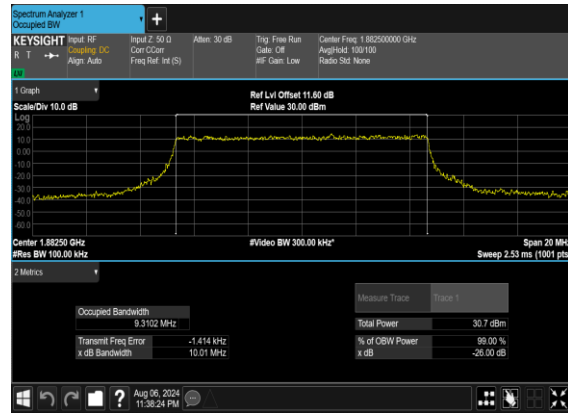 Spectrum Analyzer 1
Occupied BW
+
KEYSIGHT
R T
LXI
Input: RF
Coupling: DC
Align: Auto
Input Z: 50 Ω
Corr CCorr
Freq Ref: Int (S)
Atten: 30 dB
Trig: Free Run
Gate: Off
#IF Gain: Low
Center Freq: 1.882500000 GHz
Avg|Hold: 100/100
Radio Std: None
1 Graph
Scale/Div 10.0 dB
Ref Lvl Offset 11.60 dB
Ref Value 30.00 dBm
Log
20.0
10.0
0.00
-10.0
-20.0
-30.0
-40.0
-50.0
-60.0
Center 1.88250 GHz
#Res BW 100.00 kHz
#Video BW 300.00 kHz*
Span 20 MHz
Sweep 2.53 ms (1001 pts
2 Metrics
Measure Trace
Trace 1
Occupied Bandwidth
9.3102 MHz
Total Power
30.7 dBm
Transmit Freq Error
-1.414 kHz
% of OBW Power
99.00 %
x dB Bandwidth
10.01 MHz
x dB
-26.00 dB
?
Aug 06, 2024
11:38:24 PM